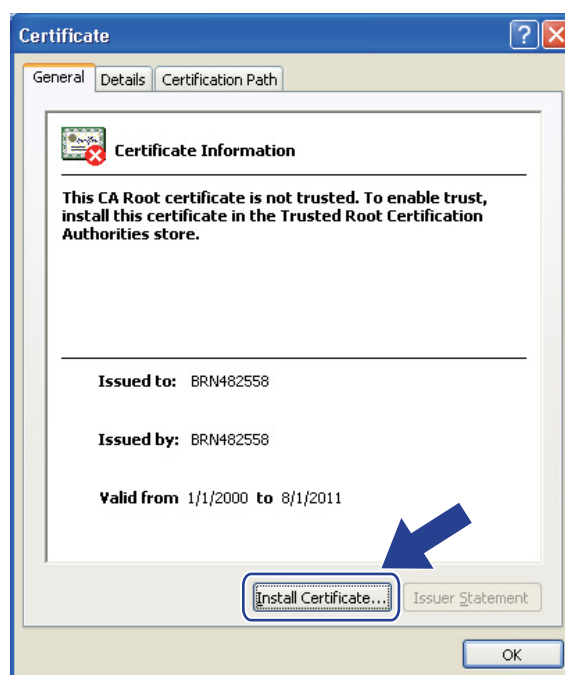 Certificate
General Details Certification Path
Certificate Information
This CA Root certificate is not trusted. To enable trust,
install this certificate in the Trusted Root Certification
Authorities store.
Issued to: BRN482558
Issued by: BRN482558
Valid from 1/1/2000 to 8/1/2011
Install Certificate... Issuer Statement
OK